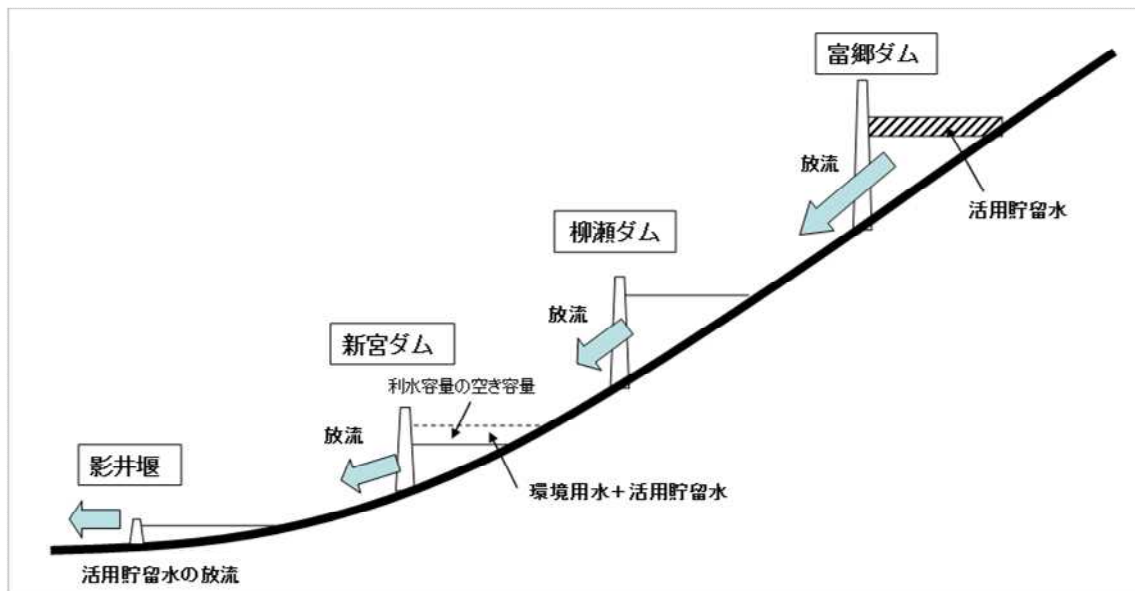 富郷ダム
放流
活用貯留水
柳瀬ダム
放流
新宮ダム
利水容量の空き容量
放流
環境用水＋活用貯留水
影井堰
活用貯留水の放流